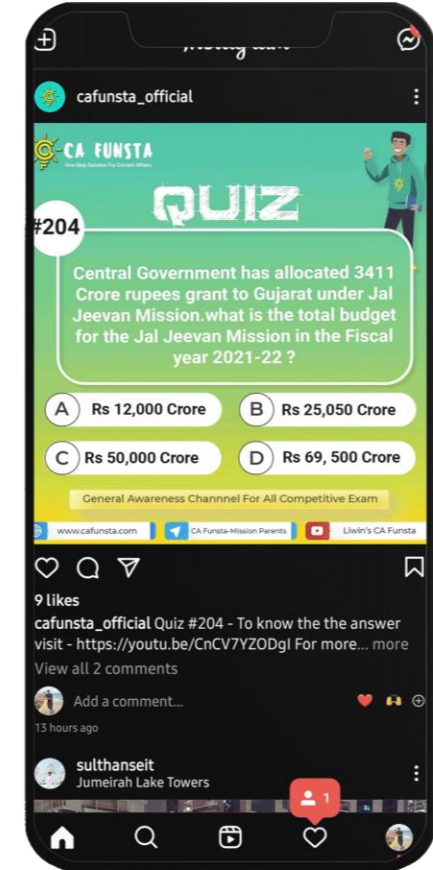 cafunsta_official
CA FUNSTA
One Stop Solution For Current Affairs
QUIZ
#204
Central Government has allocated 3411
Crore rupees grant to Gujarat under Jal
Jeevan Mission.what is the total budget
for the Jal Jeevan Mission in the Fiscal
year 2021-22 ?
A Rs 12,000 Crore
B Rs 25,050 Crore
C Rs 50,000 Crore
D Rs 69, 500 Crore
General Awareness Channnel For All Competitive Exam
www.cafunsta.com
CA Funsta-Mission Parents
Liwin's CA Funsta
9 likes
cafunsta_official Quiz #204 - To know the the answer
visit - https://youtu.be/CnCV7YZODgI For more... more
View all 2 comments
Add a comment...
13 hours ago
sulthanseit
Jumeirah Lake Towers
1